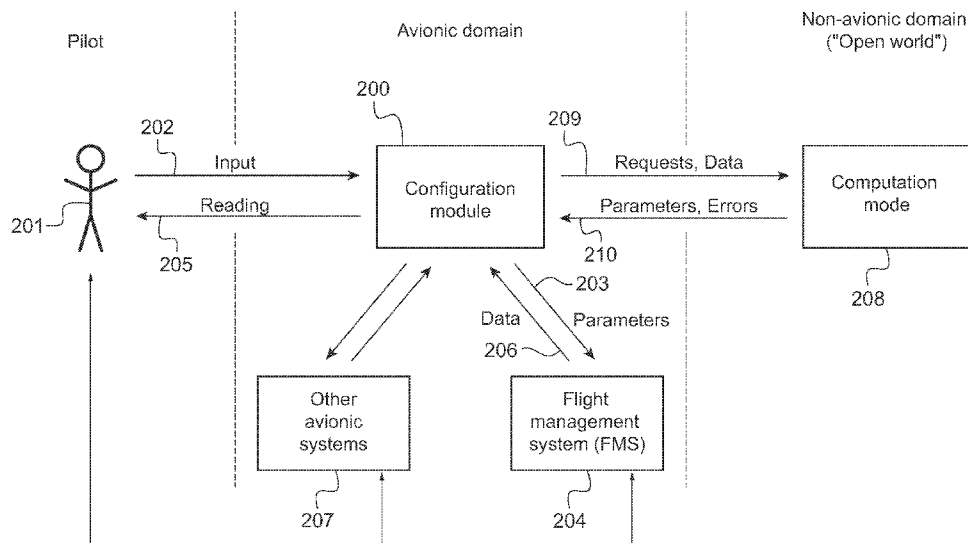 Pilot
Avionic domain
Non-avionic domain
("Open world")
200
202
209
Input
Requests, Data
Configuration
module
Computation
mode
Reading
Parameters, Errors
201
205
210
203
208
Data
Parameters
206
Other
avionic
systems
Flight
management
system (FMS)
207
204